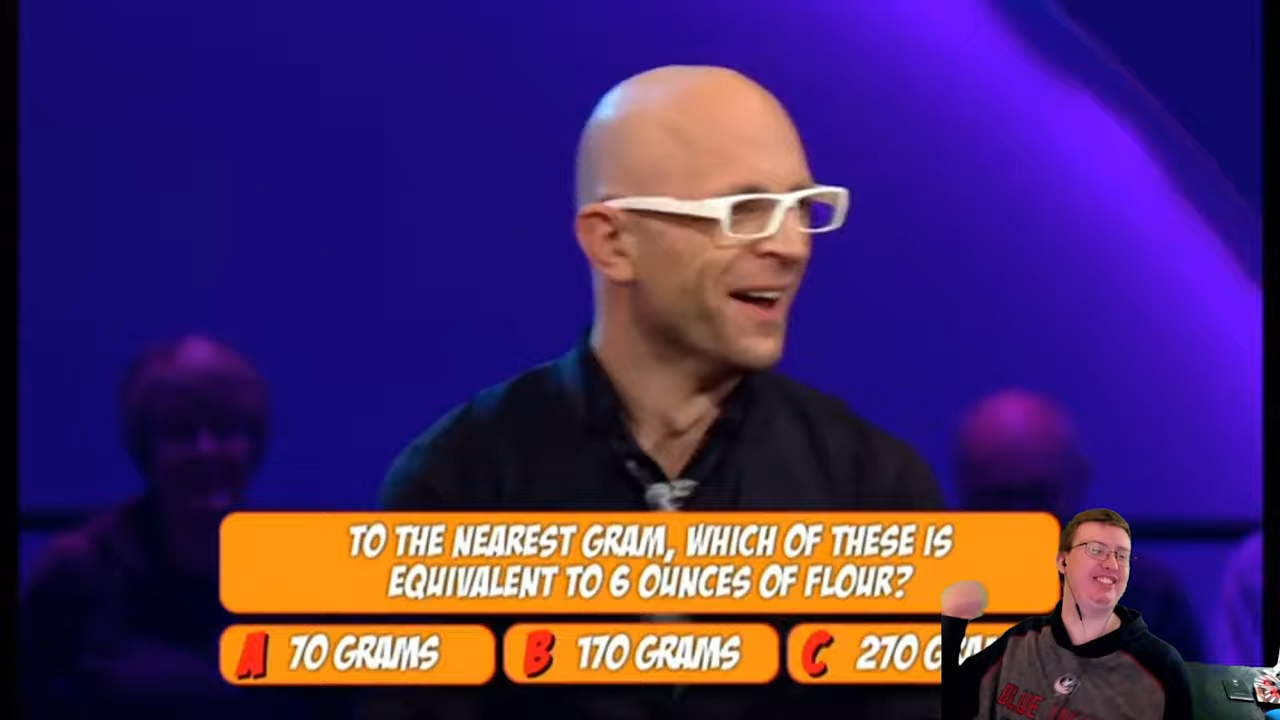 TO THE NEAREST GRAM, WHICH OF THESE IS
EQUIVALENT TO 6 OUNCES OF FLOUR?
A 70 GRAMS
B 170 GRAMS
C 270